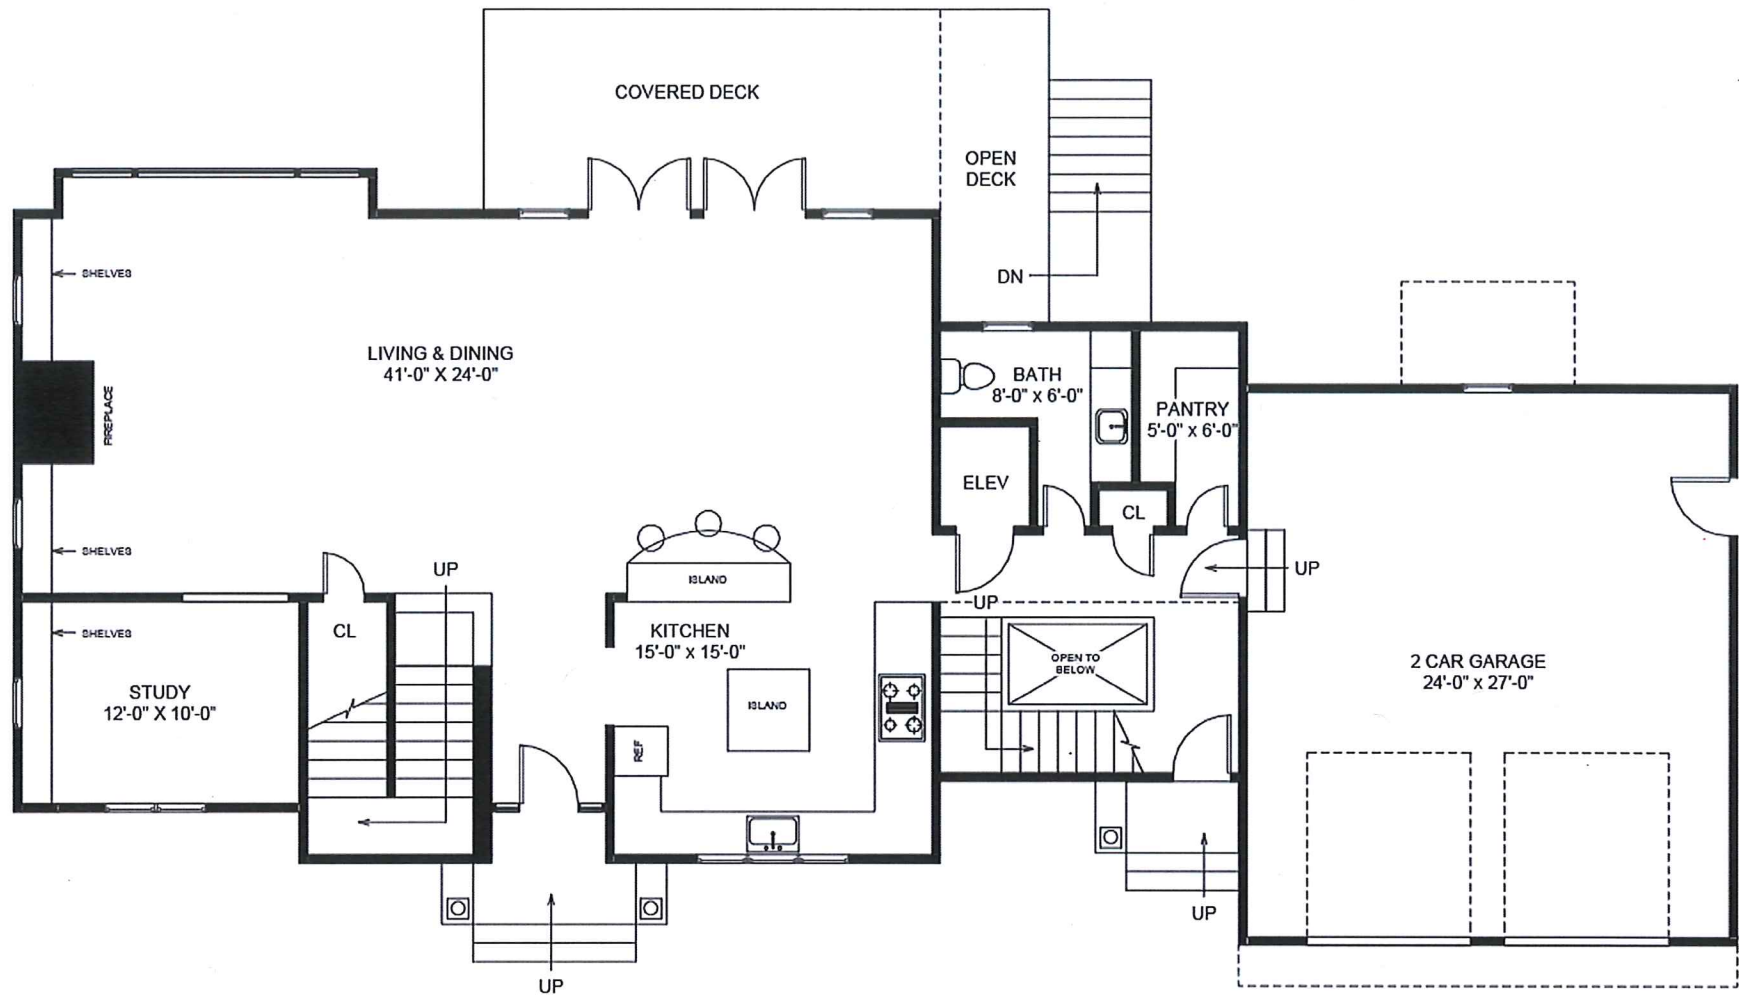 COVERED DECK
OPEN
DECK
DN
SHELVES
LIVING & DINING
41'-0" X 24'-0"
FIREPLACE
BATH
8'-0" x 6'-0"
PANTRY
5'-0" x 6'-0"
ELEV
CL
SHELVES
UP
ISLAND
UP
UP
SHELVES
CL
KITCHEN
15'-0" x 15'-0"
OPEN TO
BELOW
2 CAR GARAGE
24'-0" x 27'-0"
STUDY
12'-0" X 10'-0"
ISLAND
REF
UP
UP